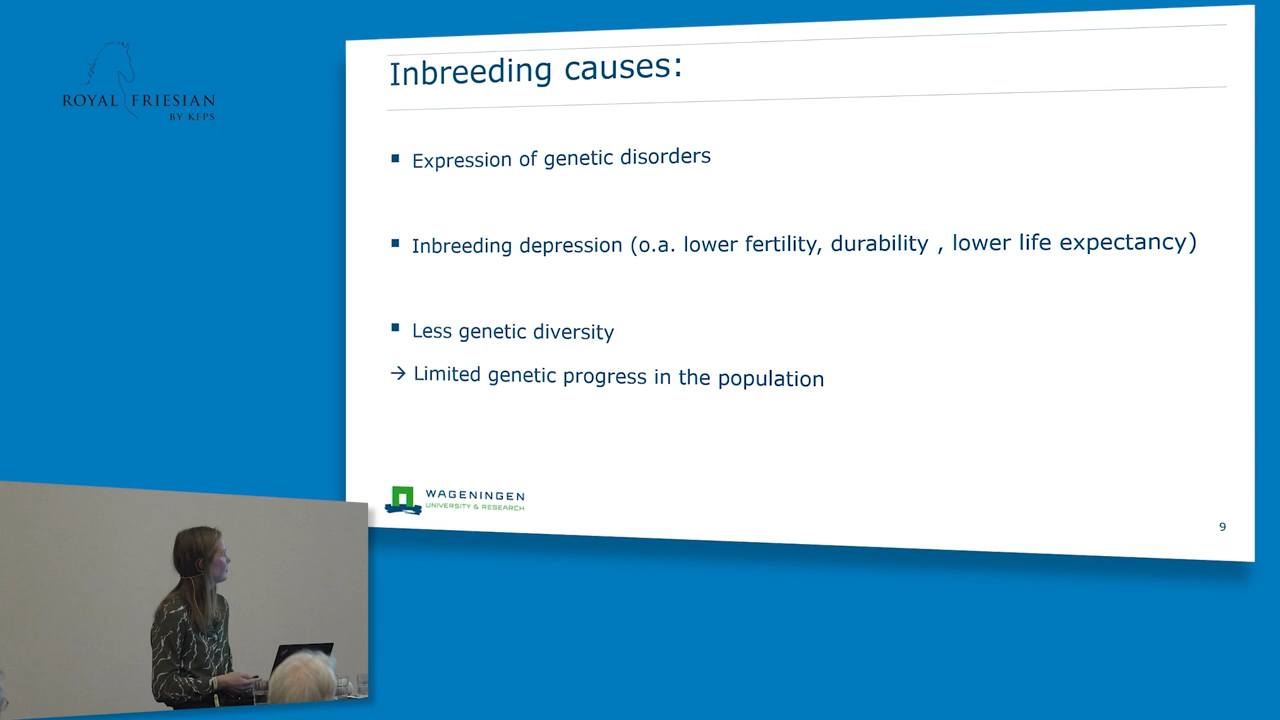 ROYAL FRIESIAN
BY KFPS
Inbreeding causes:
▪ Expression of genetic disorders
▪ Inbreeding depression (o.a. lower fertility, durability , lower life expectancy)
▪ Less genetic diversity
→ Limited genetic progress in the population
WAGENINGEN
UNIVERSITY & RESEARCH
9